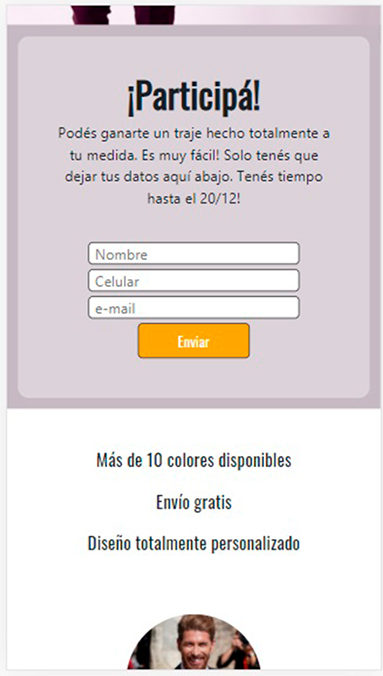 ¡Participá!
Podés ganarte un traje hecho totalmente a
tu medida. Es muy fácil! Solo tenés que
dejar tus datos aquí abajo. Tenés tiempo
hasta el 20/12!
Nombre
Celular
e-mail
Enviar
Más de 10 colores disponibles
Envío gratis
Diseño totalmente personalizado